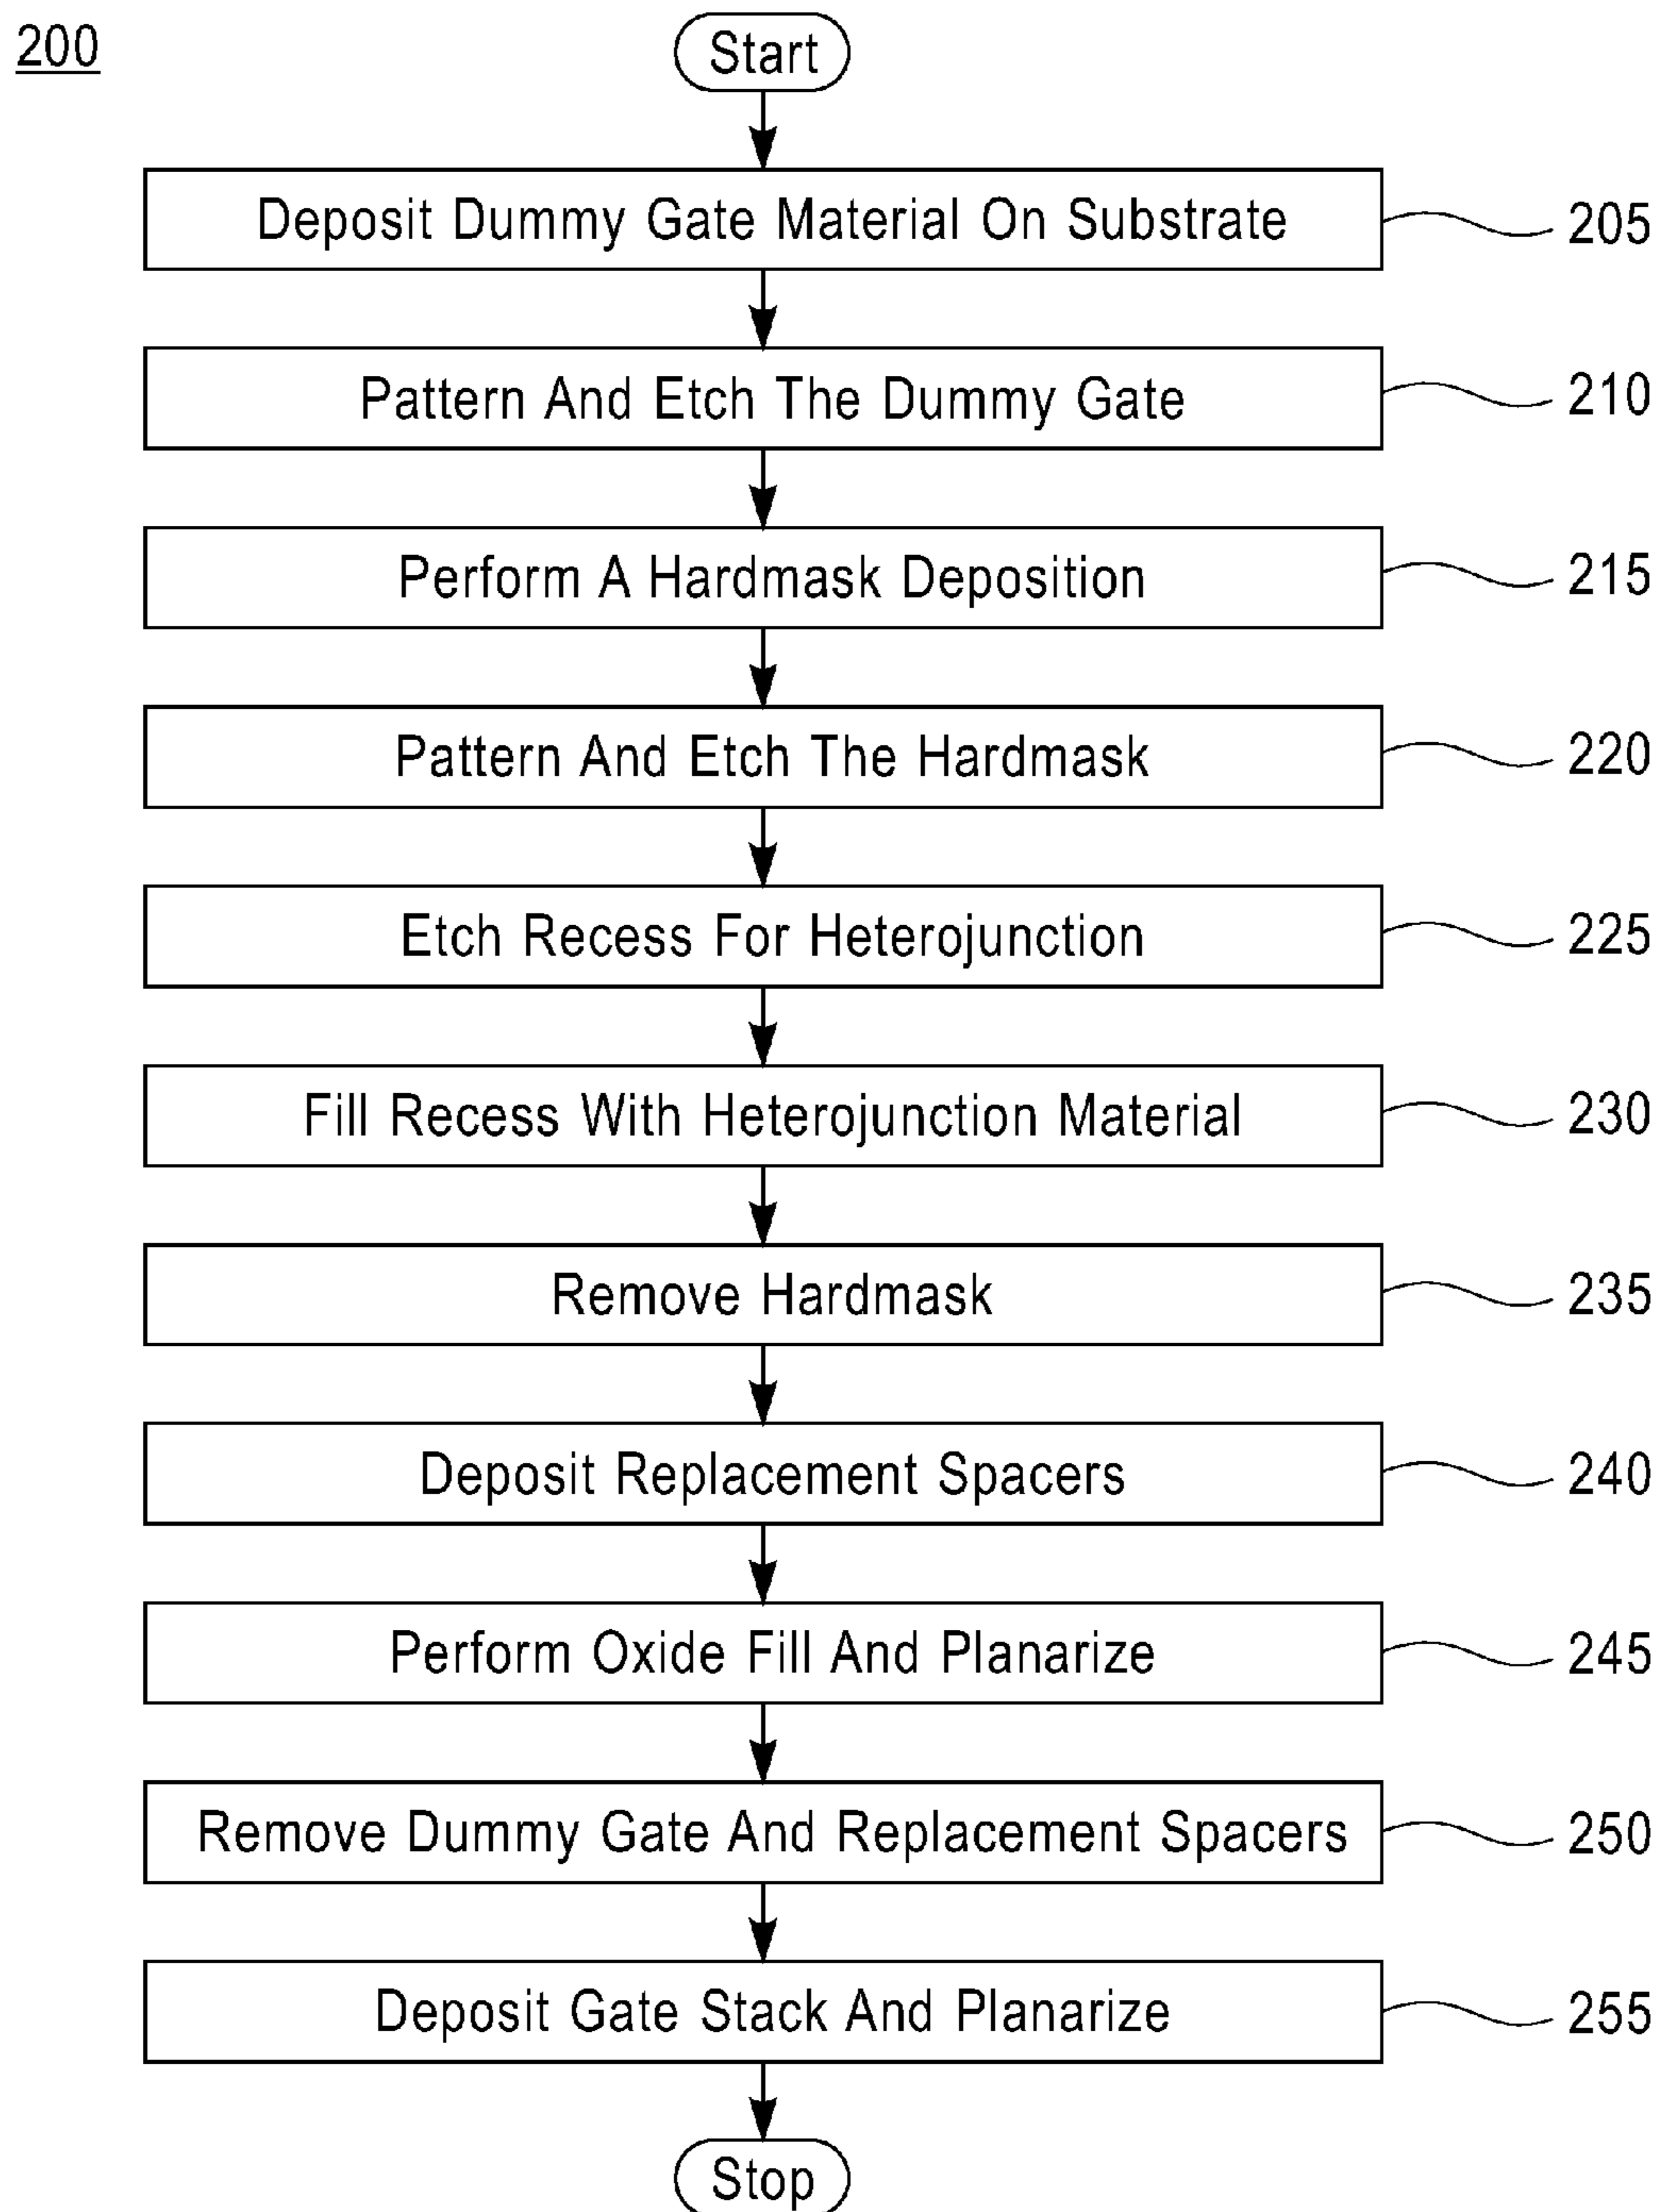 200
Start
Deposit Dummy Gate Material On Substrate
205
Pattern And Etch The Dummy Gate
210
Perform A Hardmask Deposition
215
Pattern And Etch The Hardmask
220
Etch Recess For Heterojunction
225
Fill Recess With Heterojunction Material
230
Remove Hardmask
235
Deposit Replacement Spacers
240
Perform Oxide Fill And Planarize
245
Remove Dummy Gate And Replacement Spacers
250
Deposit Gate Stack And Planarize
255
Stop